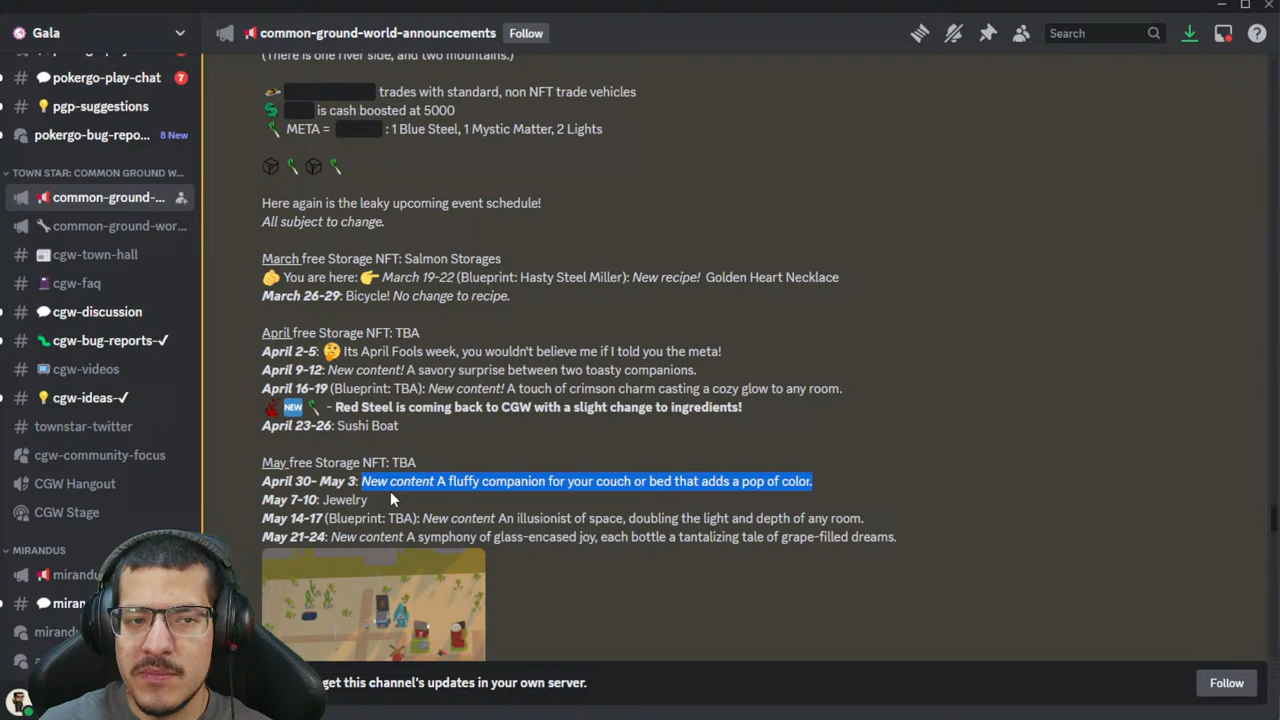 Gala
common-ground-world-announcements
Follow
Search
pokergo-play-chat
7
pgp-suggestions
pokergo-bug-repo...
8 New
TOWN STAR: COMMON GROUND W...
common-ground-...
common-ground-wor...
cgw-town-hall
cgw-faq
cgw-discussion
cgw-bug-reports-✓
cgw-videos
cgw-ideas-✓
townstar-twitter
cgw-community-focus
CGW Hangout
CGW Stage
MIRANDUS
mirandu
miran
mirand
(There is one river side, and two mountains.)
trades with standard, non NFT trade vehicles
is cash boosted at 5000
META = : 1 Blue Steel, 1 Mystic Matter, 2 Lights
Here again is the leaky upcoming event schedule!
All subject to change.
March free Storage NFT: Salmon Storages
You are here: March 19-22 (Blueprint: Hasty Steel Miller): New recipe! Golden Heart Necklace
March 26-29: Bicycle! No change to recipe.
April free Storage NFT: TBA
April 2-5: Its April Fools week, you wouldn't believe me if I told you the meta!
April 9-12: New content! A savory surprise between two toasty companions.
April 16-19 (Blueprint: TBA): New content! A touch of crimson charm casting a cozy glow to any room.
NEW - Red Steel is coming back to CGW with a slight change to ingredients!
April 23-26: Sushi Boat
May free Storage NFT: TBA
April 30- May 3: New content A fluffy companion for your couch or bed that adds a pop of color.
May 7-10: Jewelry
May 14-17 (Blueprint: TBA): New content An illusionist of space, doubling the light and depth of any room.
May 21-24: New content A symphony of glass-encased joy, each bottle a tantalizing tale of grape-filled dreams.
get this channel's updates in your own server.
Follow